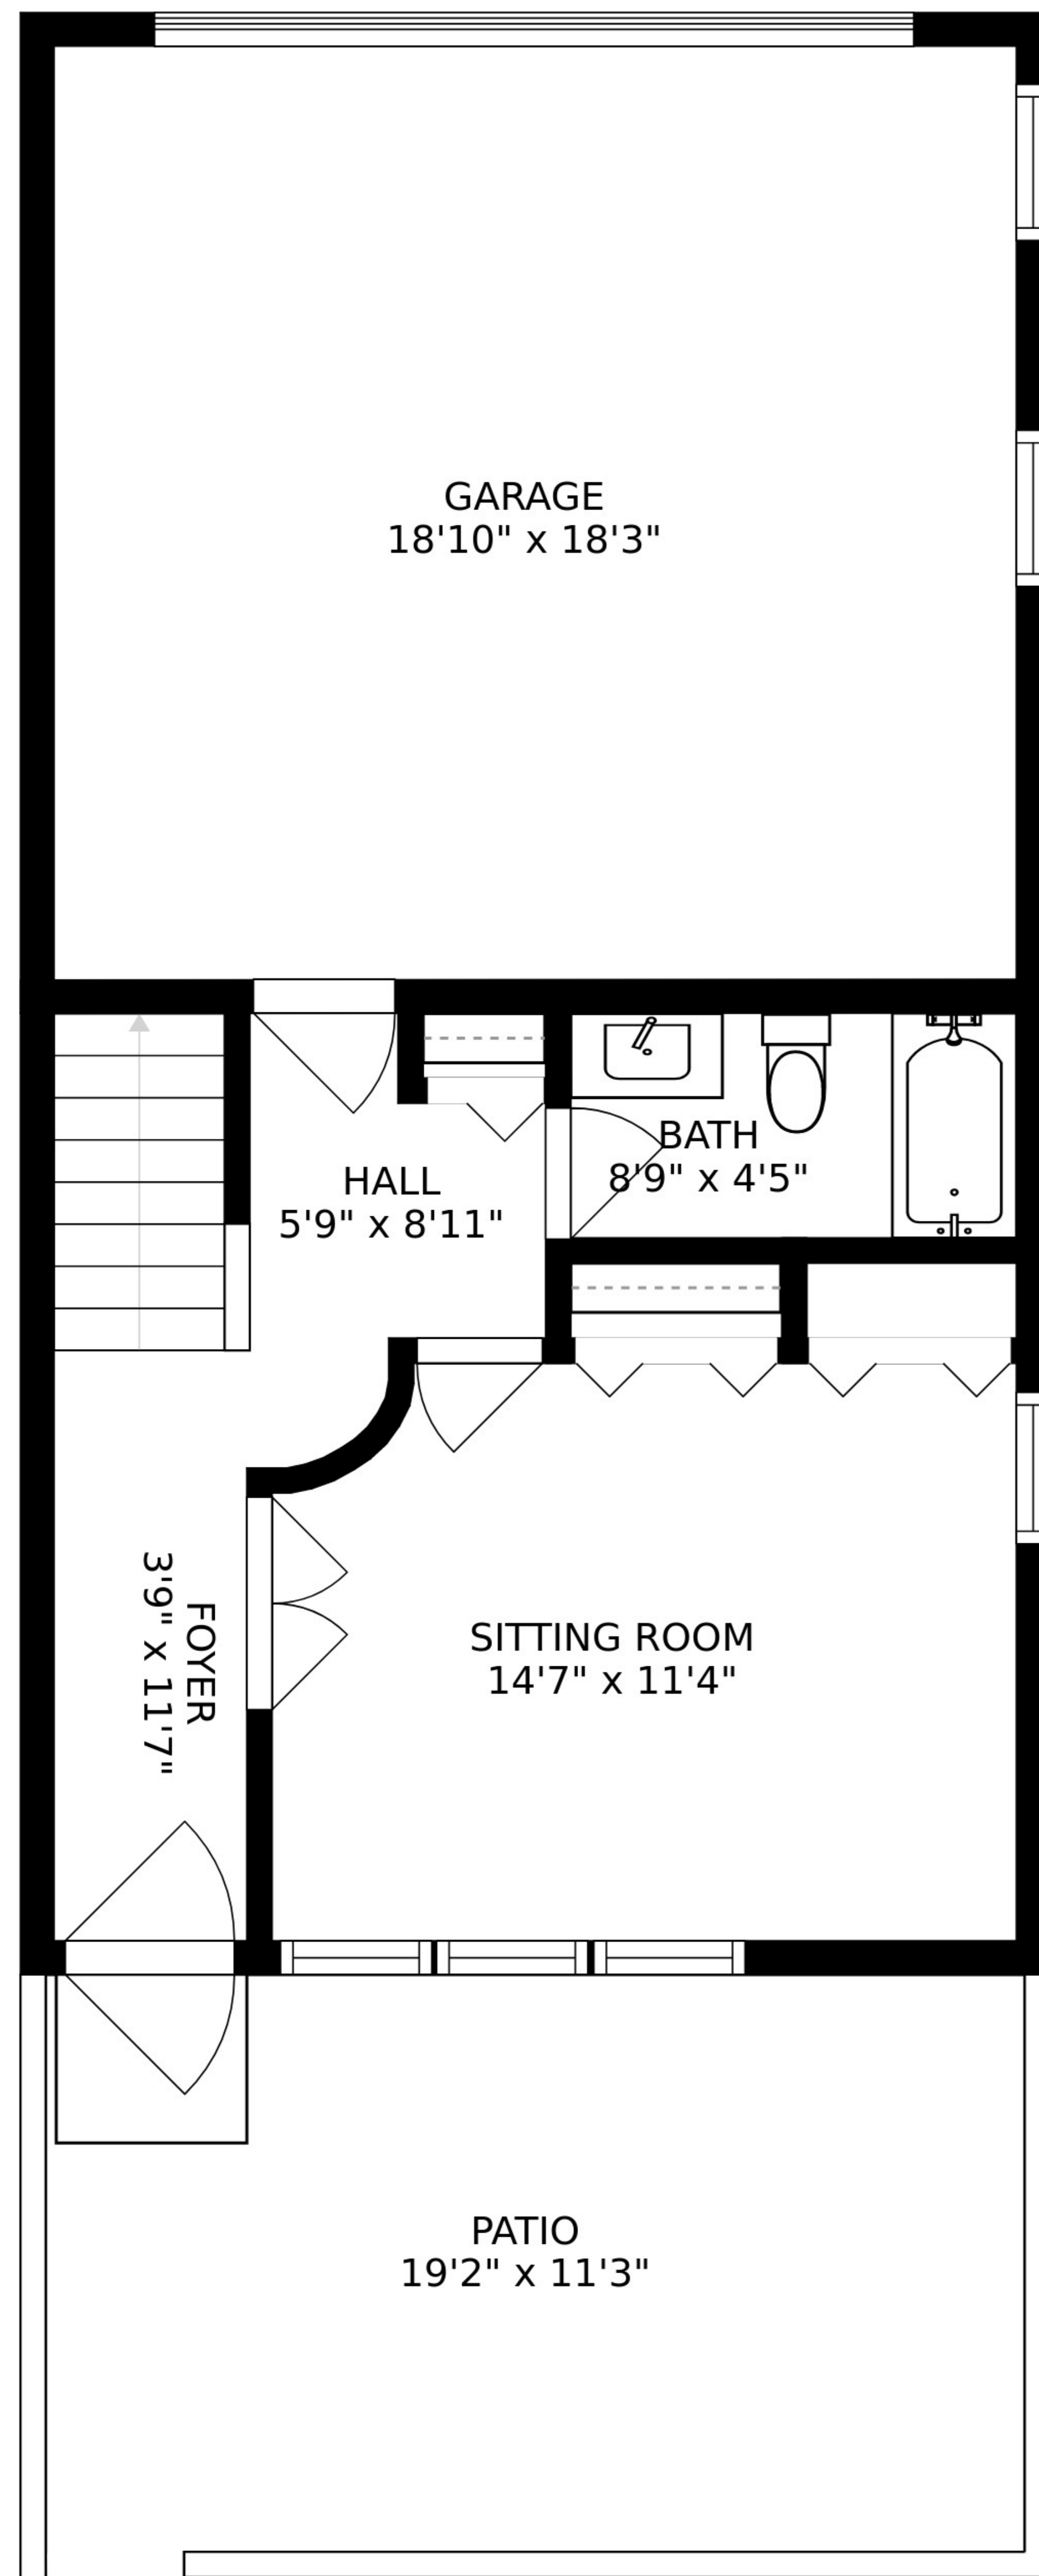 GARAGE
18'10" x 18'3"
BATH
8'9" x 4'5"
HALL
5'9" x 8'11"
FOYER
3'9" x 11'7"
SITTING ROOM
14'7" x 11'4"
PATIO
19'2" x 11'3"